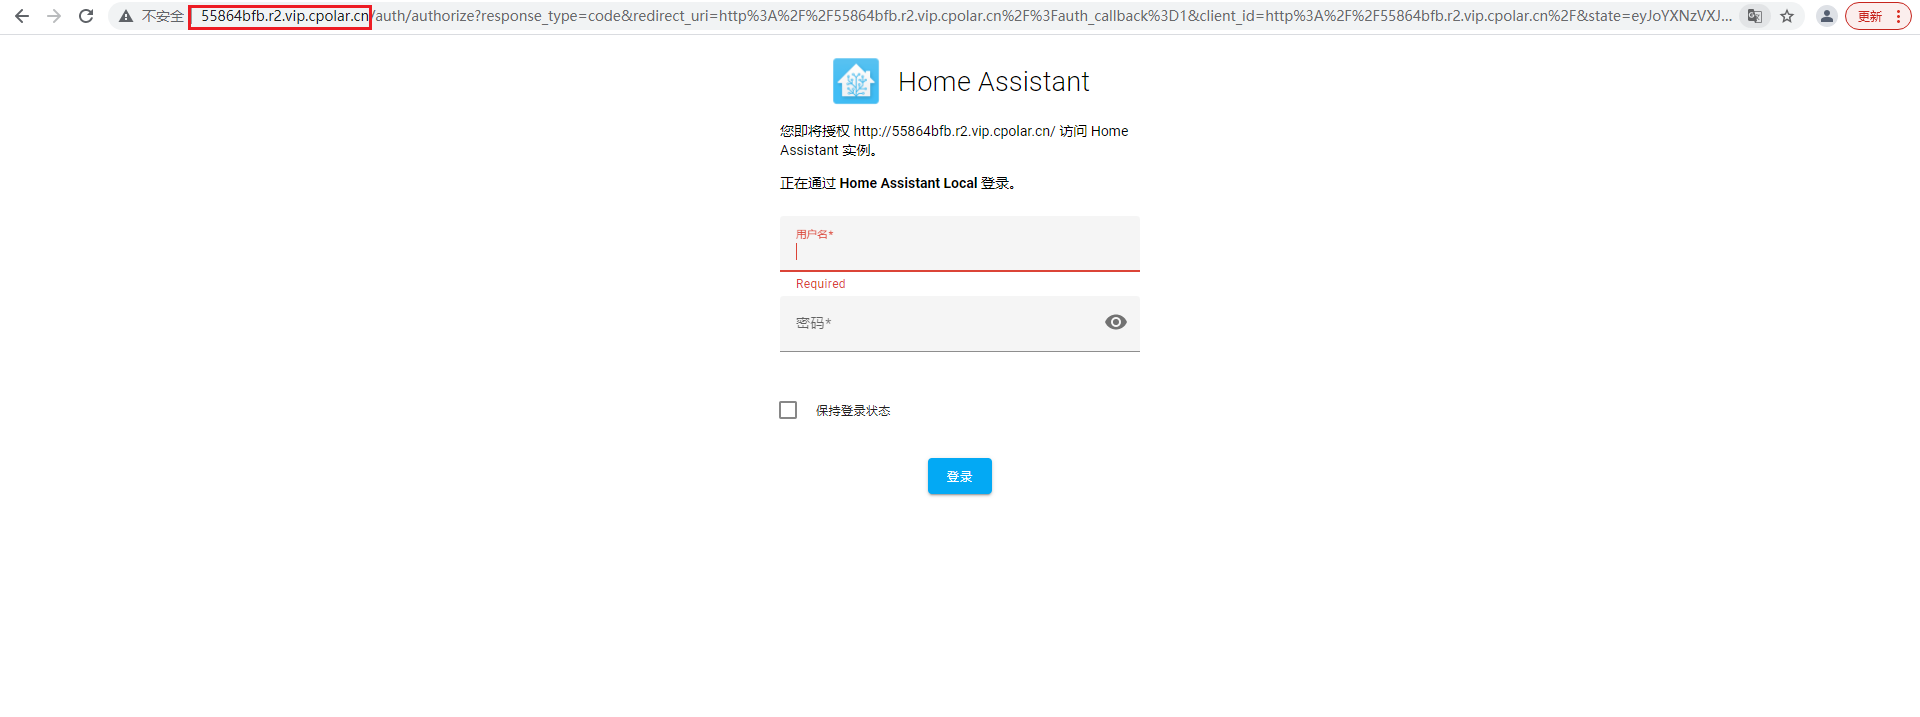 不安全 55864bfb.r2.vip.cpolar.cn/auth/authorize?response_type=code&redirect_uri=http%3A%2F%2F55864bfb.r2.vip.cpolar.cn%2F%3Fauth_callback%3D1&client_id=http%3A%2F%2F55864bfb.r2.vip.cpolar.cn%2F&state=eyJoYXNzVXJ... 更新
Home Assistant
您即将授权 http://55864bfb.r2.vip.cpolar.cn/ 访问 Home
Assistant 实例。
正在通过 Home Assistant Local 登录。
用户名*
Required
密码*
保持登录状态
登录